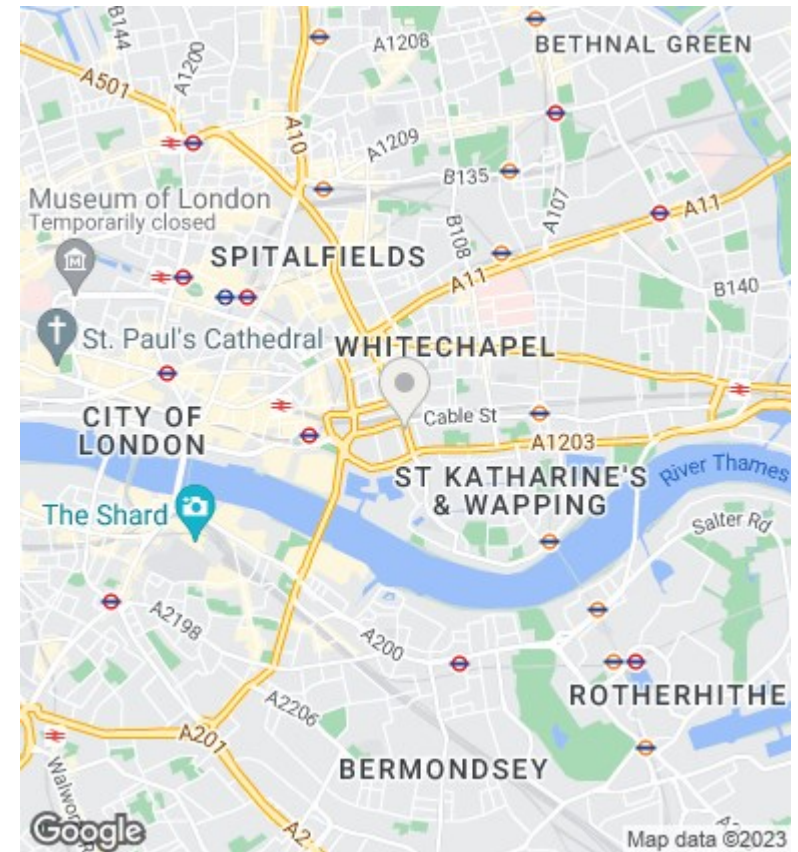 B144
A1200
A1208
BETHNAL GREEN
A501
A10
A1209
B135
A107
Museum of London
Temporarily closed
B108
A11
SPITALFIELDS
A11
B140
St. Paul's Cathedral
WHITECHAPEL
CITY OF
LONDON
Cable St
A1203
ST KATHARINE'S
& WAPPING
River Thames
The Shard
Salter Rd
A2198
A200
ROTHERHITHE
A2206
A201
BERMONDSEY
Google
A2
Map data ©2023